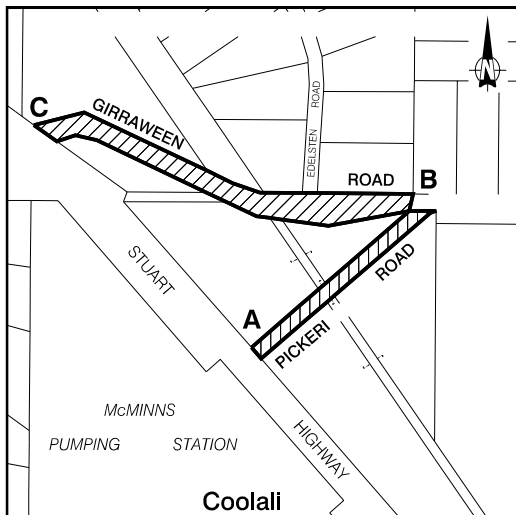 N
C
GIRRAWEEN
EDELSTEN ROAD
ROAD
B
STUART
A
ROAD
PICKERI
McMINNS
PUMPING STATION
HIGHWAY
Coolali